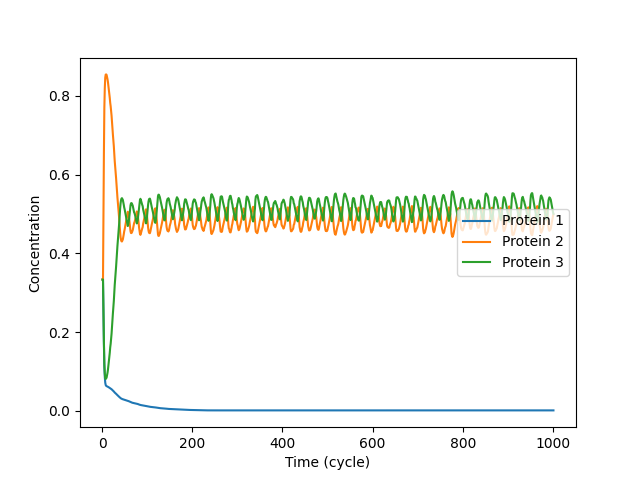 Concentration
0.8
0.6
0.4
0.2
0.0
Protein 1
Protein 2
Protein 3
0 200 400 600 800 1000
Time (cycle)